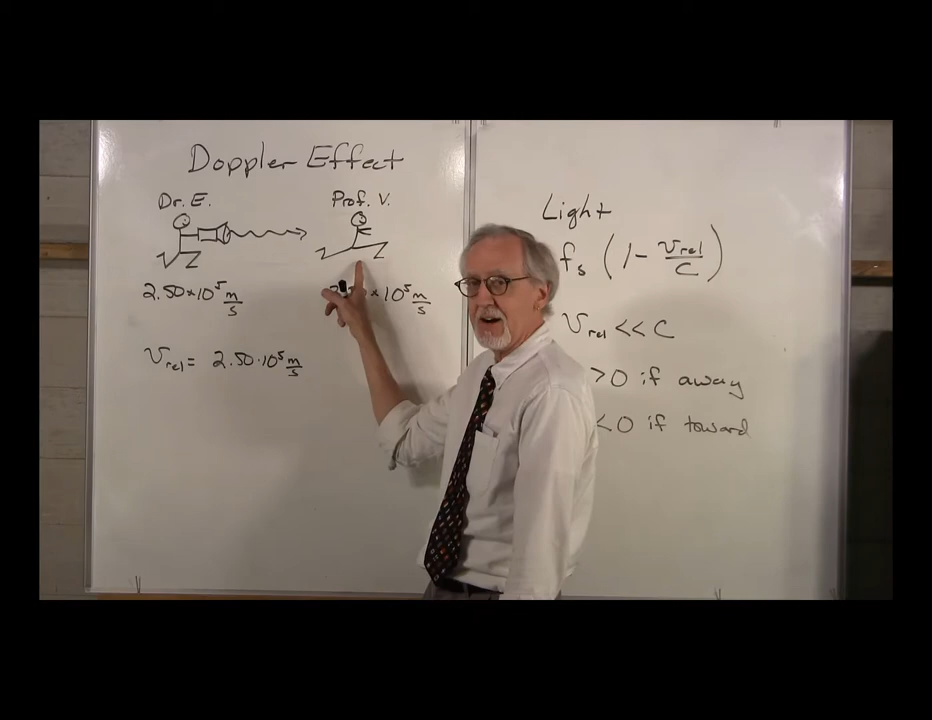 Doppler Effect
Dr. E.
Prof. V.
2.50×10⁵ m/s
× 10⁵ m/s
v_rel = 2.50·10⁵ m/s
Light
f_s (1 - v_rel/c)
v_rel << c
>0 if away
<0 if toward